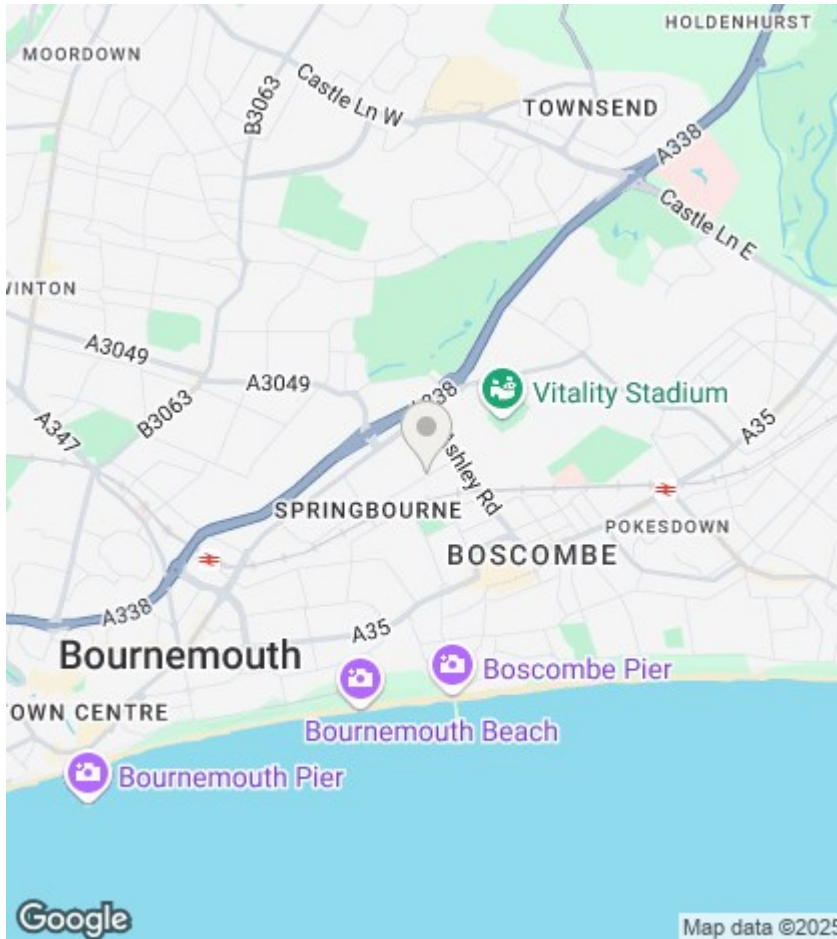 HOLDENHURST
MOORDOWN
B3063
Castle Ln W
TOWNSEND
A338
A338
Castle Ln E
WINTON
A3049
A3049
Vitality Stadium
A347
B3063
A35
Ashley Rd
SPRINGBOURNE
POKESDOWN
BOSCOMBE
A338
A35
Bournemouth
Boscombe Pier
TOWN CENTRE
Bournemouth Beach
Bournemouth Pier
Google
Map data ©2025